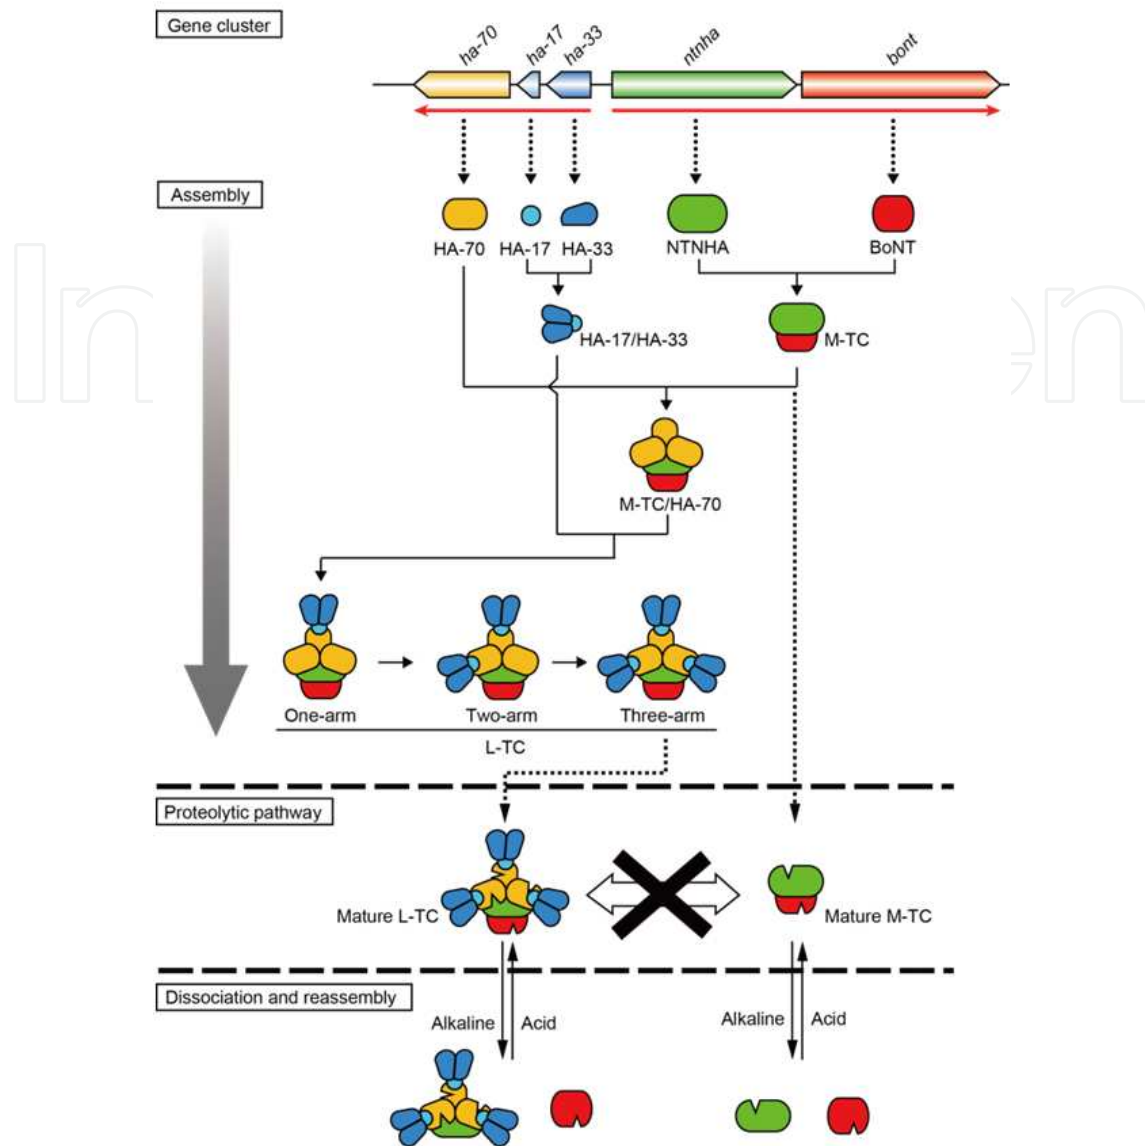 Gene cluster
ha-70 ha-17 ha-33 ntnha bont
Assembly
HA-70 HA-17 HA-33 NTNHA BoNT
HA-17/HA-33 M-TC
M-TC/HA-70
One-arm Two-arm Three-arm
L-TC
Proteolytic pathway
Mature L-TC Mature M-TC
Dissociation and reassembly
Alkaline Acid Alkaline Acid